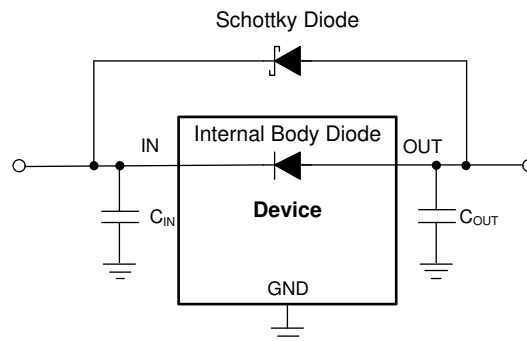 Schottky Diode
Internal Body Diode
IN
OUT
Device
CIN
COUT
GND